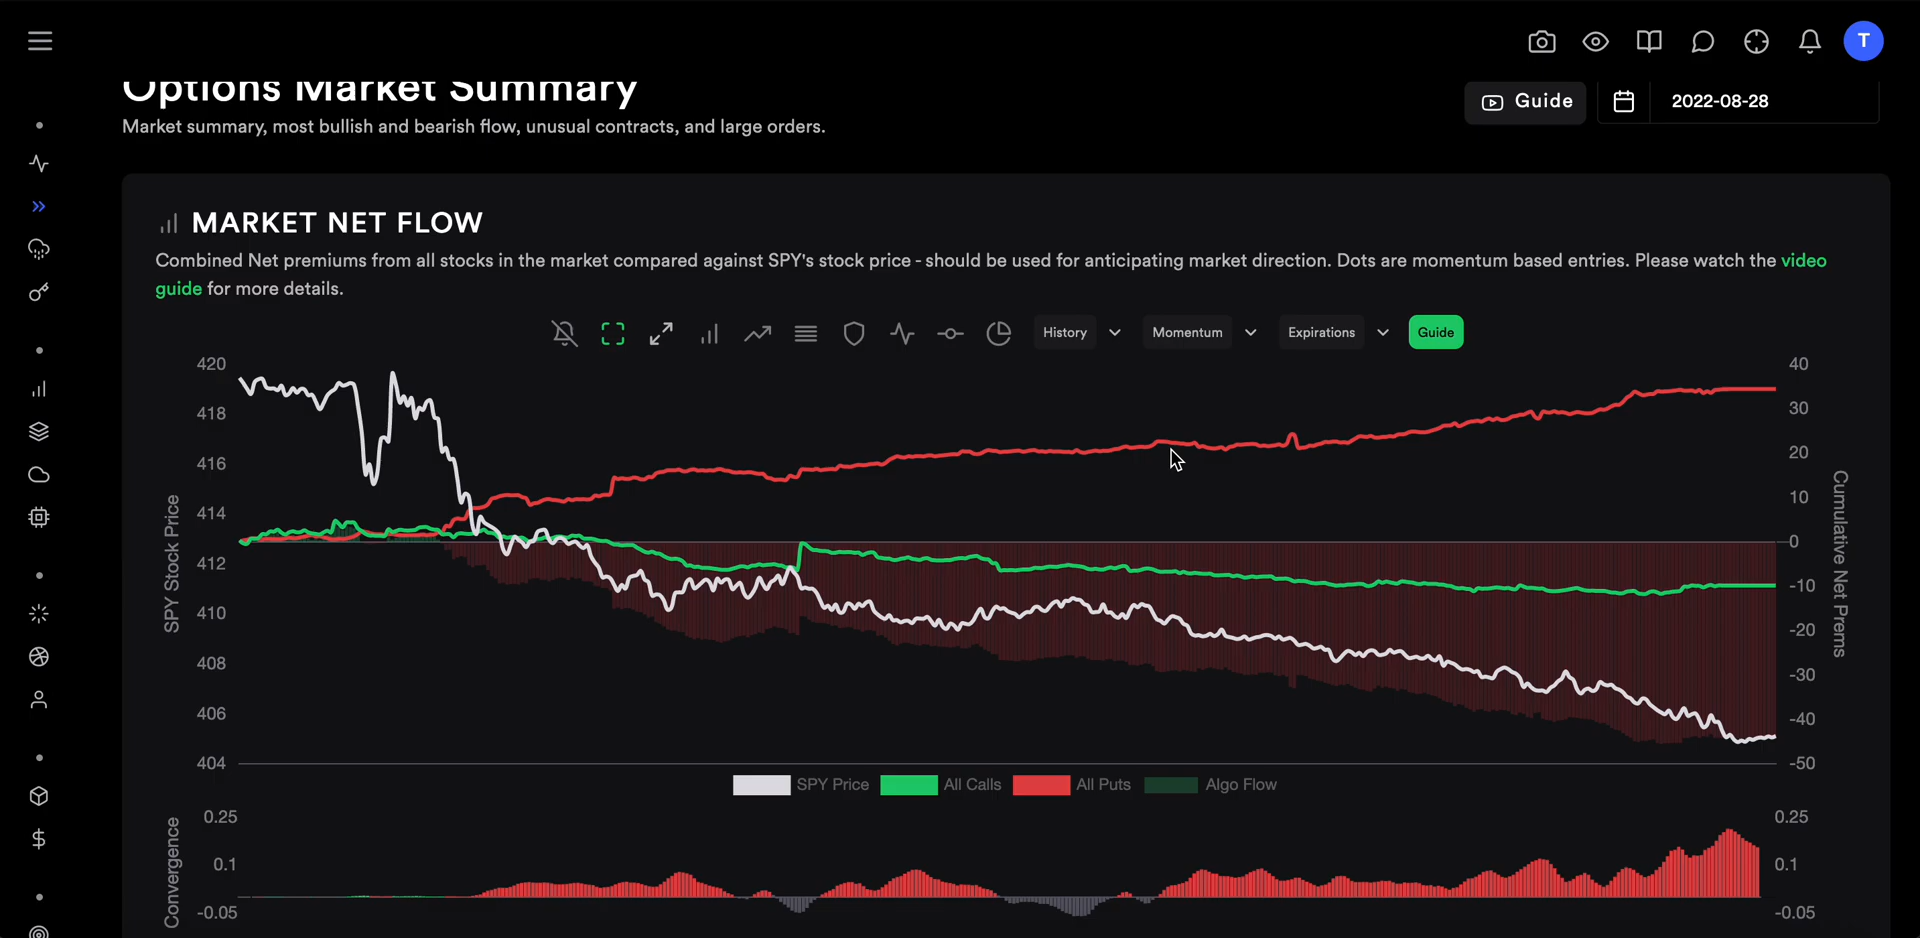 T
Options Market Summary
Market summary, most bullish and bearish flow, unusual contracts, and large orders.
Guide
2022-08-28
MARKET NET FLOW
Combined Net premiums from all stocks in the market compared against SPY's stock price - should be used for anticipating market direction. Dots are momentum based entries. Please watch the video
guide for more details.
History
Momentum
Expirations
Guide
420
418
416
414
412
410
408
406
404
SPY Stock Price
40
30
20
10
0
-10
-20
-30
-40
-50
Cumulative Net Prems
SPY Price
All Calls
All Puts
Algo Flow
0.25
0.1
-0.05
Convergence
0.25
0.1
-0.05